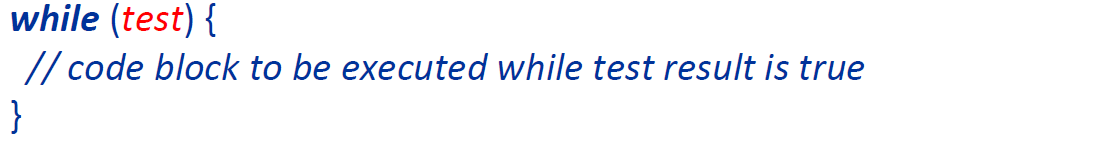 while (test) {
// code block to be executed while test result is true
}